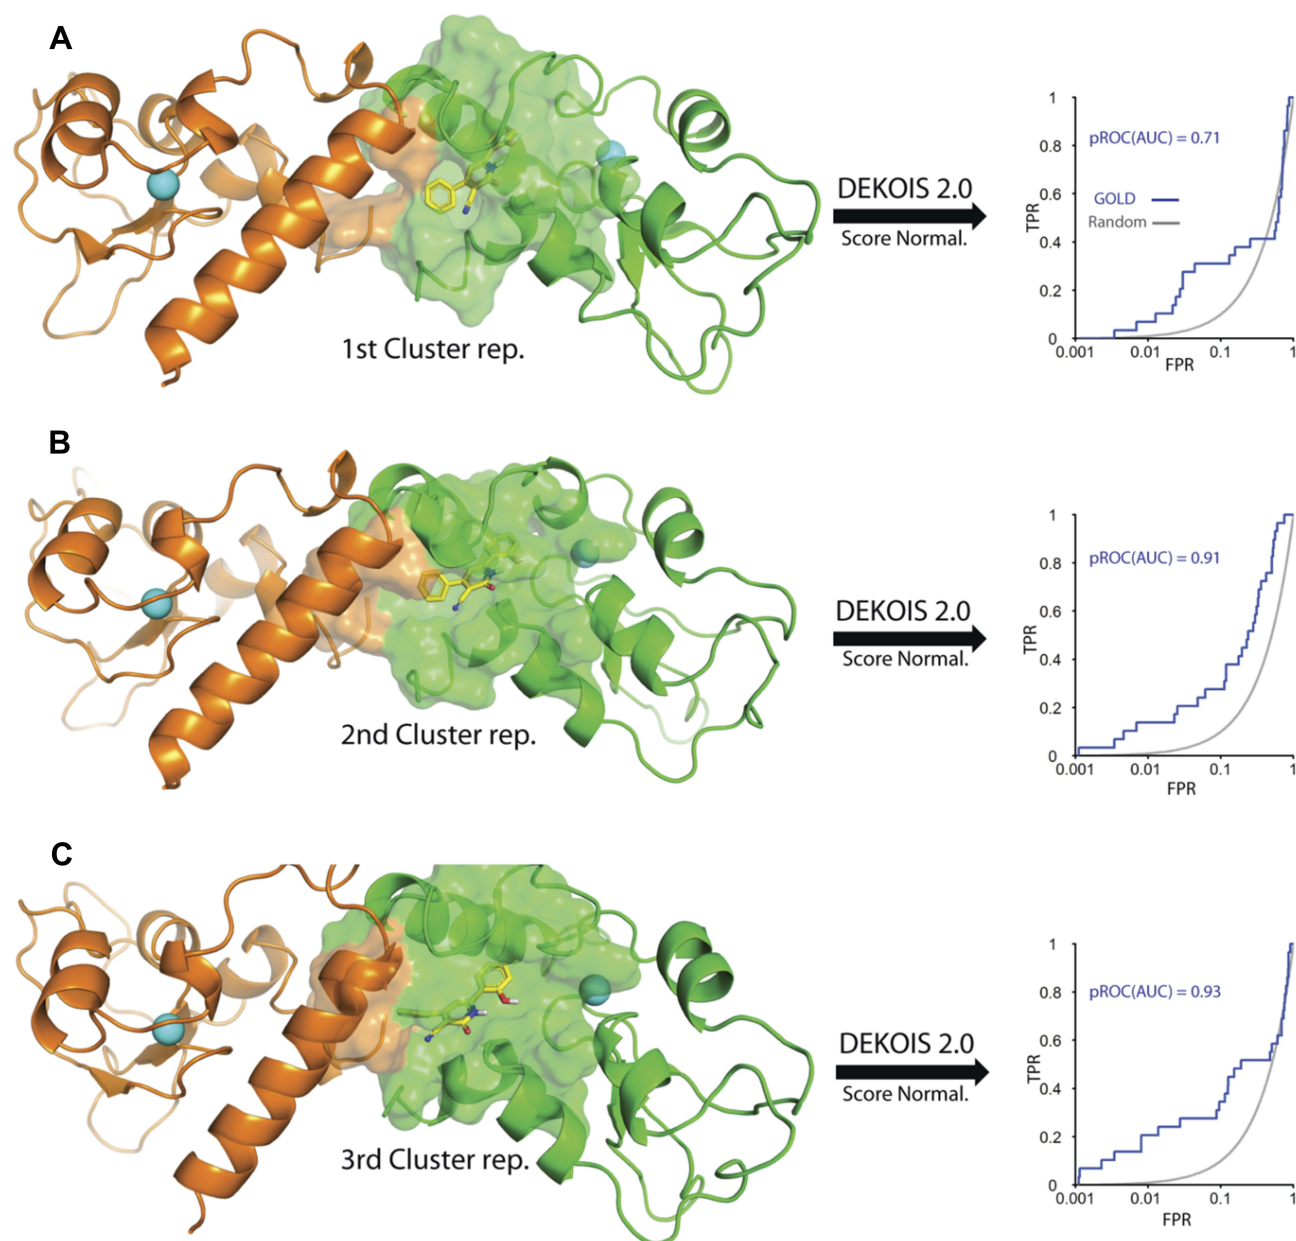 A
1st Cluster rep.
DEKOIS 2.0
Score Normal.
pROC(AUC) = 0.71
GOLD
Random
TPR
1
0.8
0.6
0.4
0.2
0
0.001
0.01
0.1
1
FPR
B
2nd Cluster rep.
DEKOIS 2.0
Score Normal.
pROC(AUC) = 0.91
TPR
1
0.8
0.6
0.4
0.2
0
0.001
0.01
0.1
1
FPR
C
3rd Cluster rep.
DEKOIS 2.0
Score Normal.
pROC(AUC) = 0.93
TPR
1
0.8
0.6
0.4
0.2
0
0.001
0.01
0.1
1
FPR